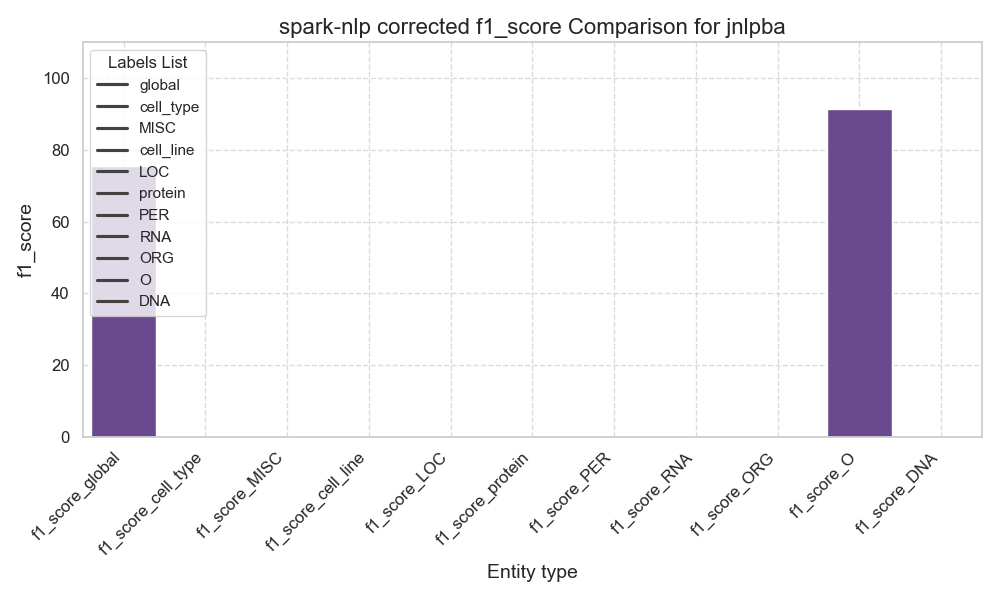 spark-nlp corrected f1_score Comparison for jnlpba
f1_score
100
80
60
40
20
0
Labels List
global
cell_type
MISC
cell_line
LOC
protein
PER
RNA
ORG
O
DNA
f1_score_global
f1_score_cell_type
f1_score_MISC
f1_score_cell_line
f1_score_LOC
f1_score_protein
f1_score_PER
f1_score_RNA
f1_score_ORG
f1_score_O
f1_score_DNA
Entity type